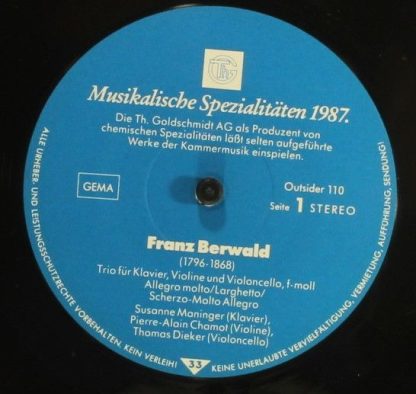 Th G
Musikalische Spezialitäten 1987.
Die Th. Goldschmidt AG als Produzent von
chemischen Spezialitäten läßt selten aufgeführte
Werke der Kammermusik einspielen.
GEMA
Outsider 110
Seite 1 STEREO
Franz Berwald
(1796-1868)
Trio für Klavier, Violine und Violoncello, f-moll
Allegro molto/Larghetto/
Scherzo-Molto Allegro
Susanne Maninger (Klavier),
Pierre-Alain Chamot (Violine),
Thomas Dieker (Violoncello)
33
ALLE URHEBER- UND LEISTUNGSSCHUTZRECHTE VORBEHALTEN. KEIN VERLEIH! KEINE UNERLAUBTE VERVIELFÄLTIGUNG, VERMIETUNG, AUFFÜHRUNG, SENDUNG!